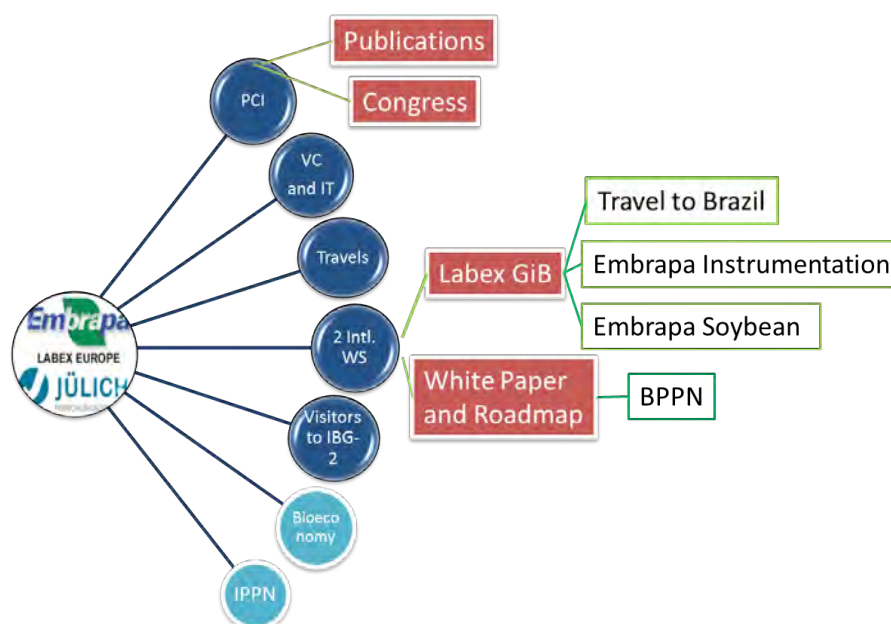 Publications
PCI
Congress
VC
and IT
Travel to Brazil
Travels
Labex GiB
Embrapa Instrumentation
Embrapa
2 Intl.
WS
Embrapa Soybean
LABEX EUROPE
JÜLICH
White Paper
and Roadmap
BPPN
Visitors
to IBG-
2
Bioeco
nomy
IPPN